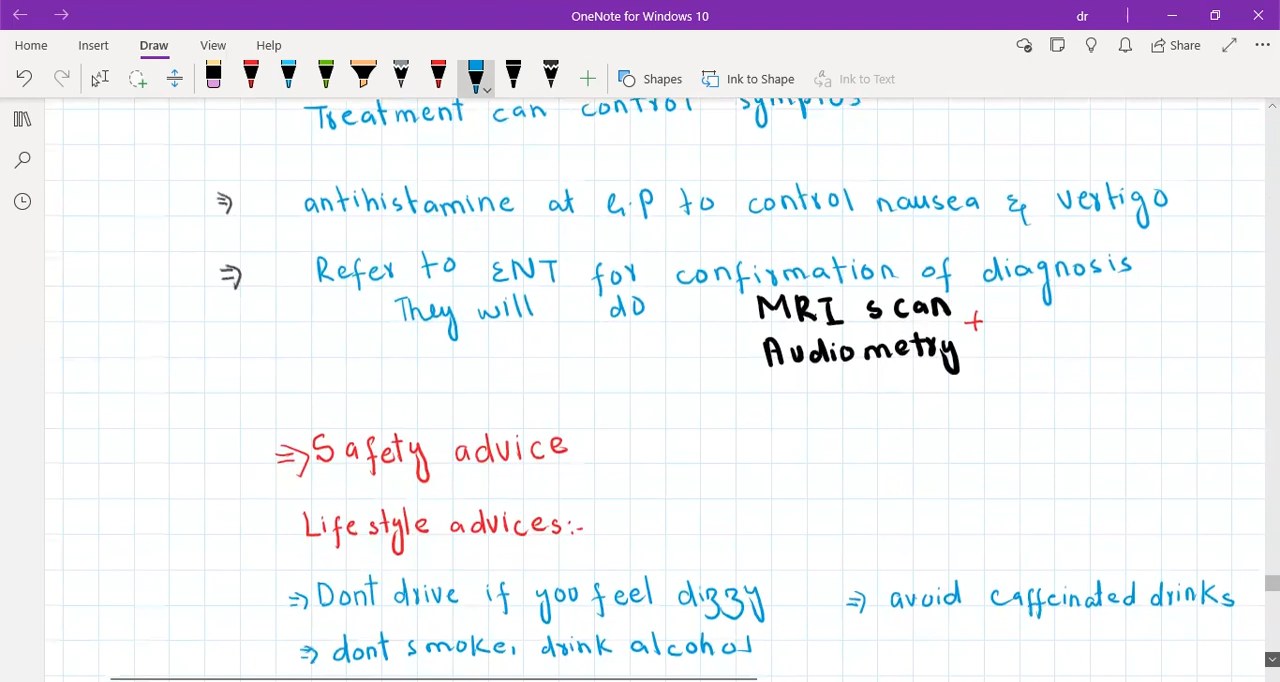 OneNote for Windows 10
dr
Home Insert Draw View Help
Share
Shapes
Ink to Shape
Ink to Text
Treatment can control
⇒ antihistamine at G.P to control nausea & vertigo
⇒ Refer to ENT for confirmation of diagnosis
They will do MRI scan +
Audiometry
⇒ Safety advice
Lifestyle advices:-
⇒ Dont drive if you feel dizzy ⇒ avoid caffeinated drinks
⇒ dont smoke, drink alcohol